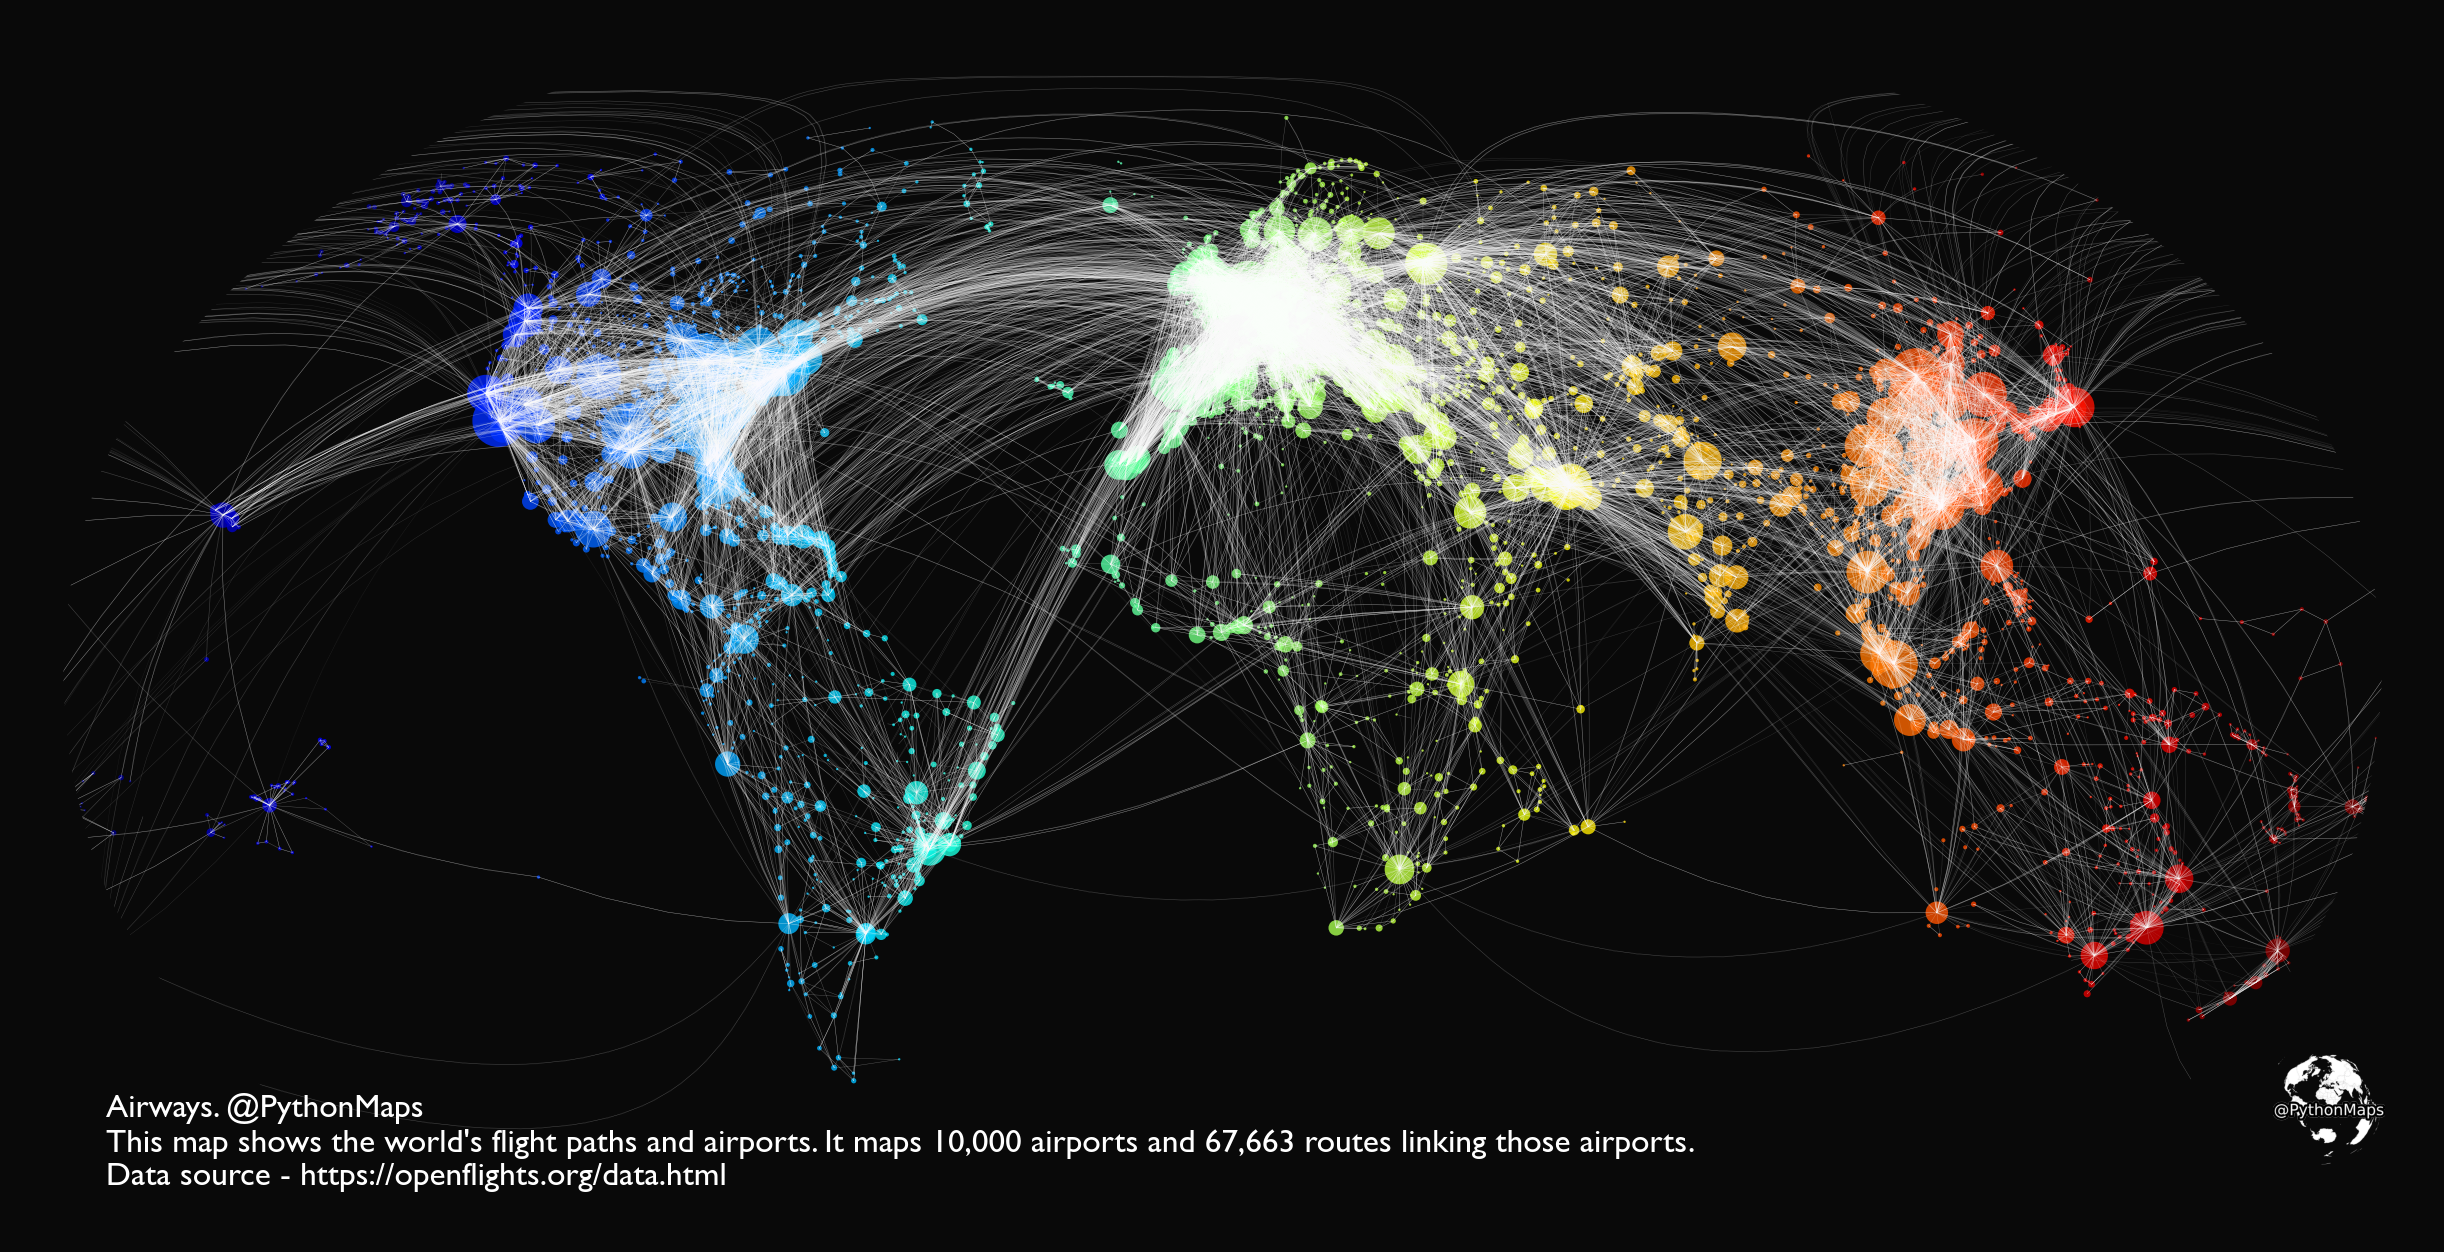 Airways. @PythonMaps
This map shows the world's flight paths and airports. It maps 10,000 airports and 67,663 routes linking those airports.
Data source - https://openflights.org/data.html
@PythonMaps